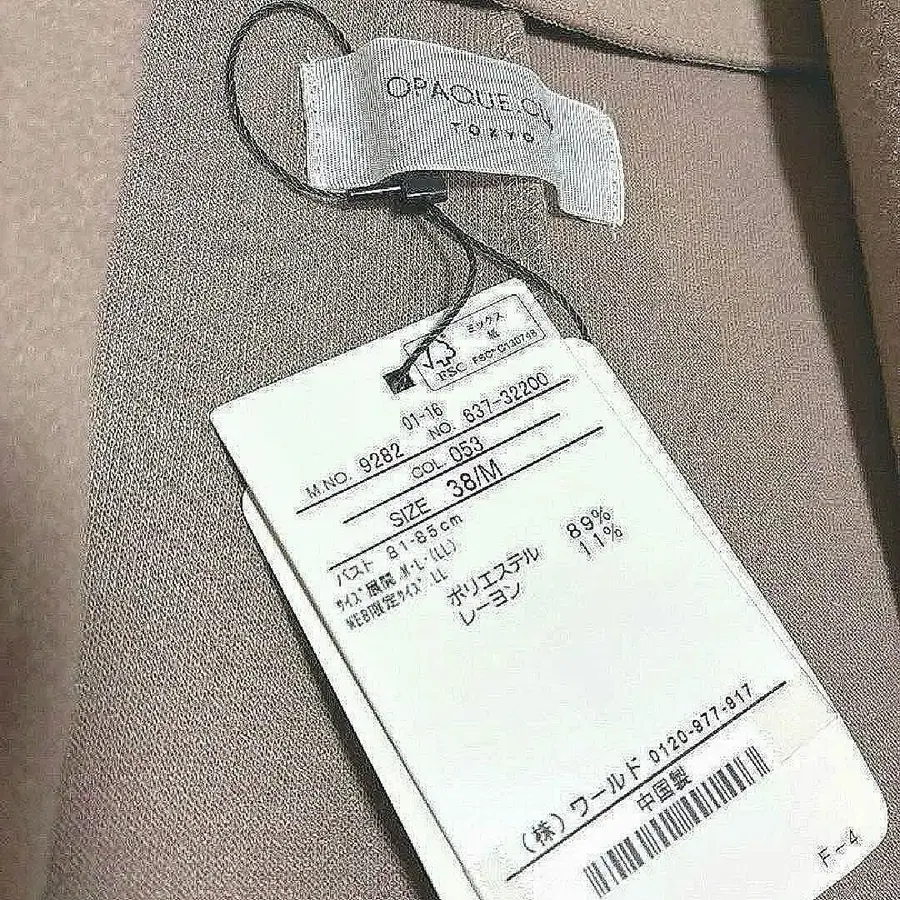 OPAQUE.C
TOKYO
ミックス
紙
FSC FSC® C130749
01-16
M NO. 9282 NO. 637-32200
COL. 053
SIZE 38/M
バスト 81-85cm
サイズ展開 M・L・(LL)
WEB限定サイズ:LL
ポリエステル 89%
レーヨン 11%
(株)ワールド 0120-977-917
中国製
F-4